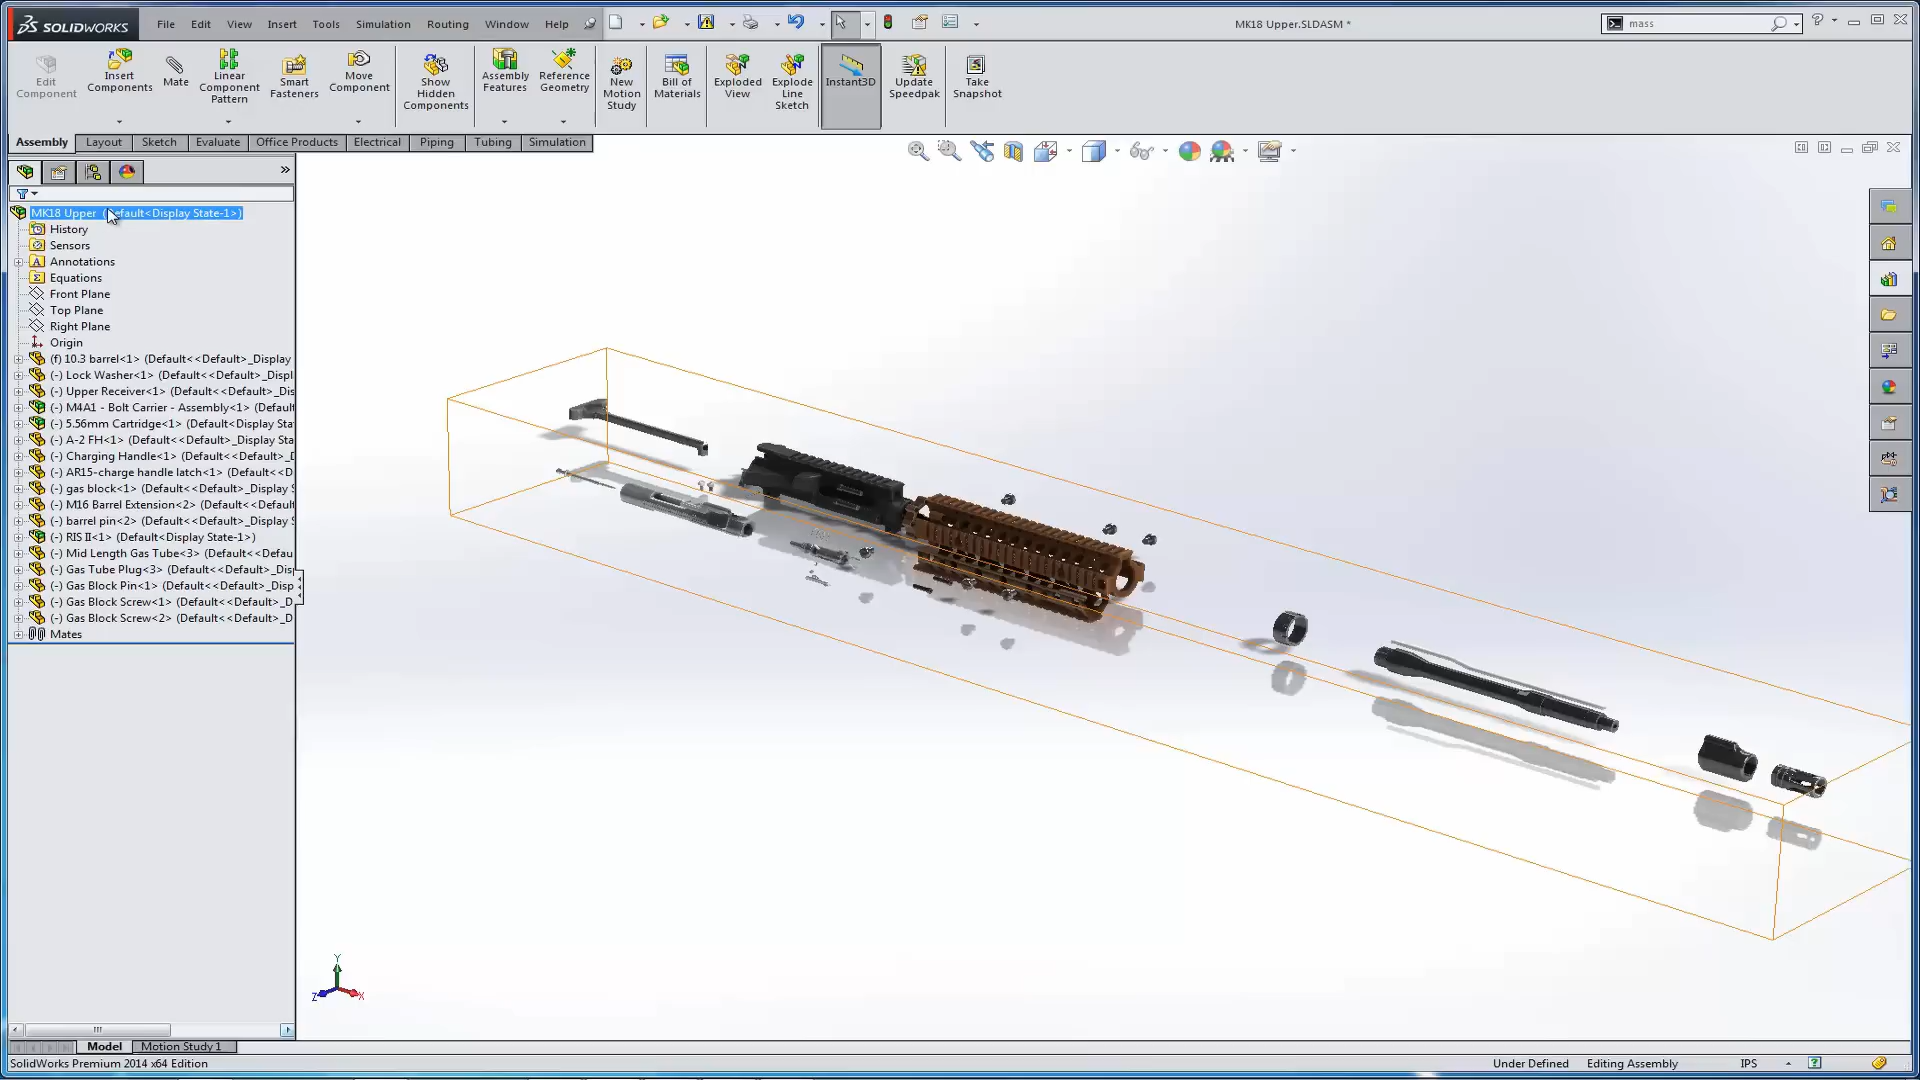 SOLIDWORKS File Edit View Insert Tools Simulation Routing Window Help MK18 Upper.SLDASM * mass
Edit Component
Insert Components
Mate
Linear Component Pattern
Smart Fasteners
Move Component
Show Hidden Components
Assembly Features
Reference Geometry
New Motion Study
Bill of Materials
Exploded View
Explode Line Sketch
Instant3D
Update Speedpak
Take Snapshot
Assembly Layout Sketch Evaluate Office Products Electrical Piping Tubing Simulation
MK18 Upper (Default<Display State-1>)
History
Sensors
Annotations
Equations
Front Plane
Top Plane
Right Plane
Origin
(f) 10.3 barrel<1> (Default<<Default>_Display
(-) Lock Washer<1> (Default<<Default>_Displ
(-) Upper Receiver<1> (Default<<Default>_Dis
(-) M4A1 - Bolt Carrier - Assembly<1> (Default
(-) 5.56mm Cartridge<1> (Default<Display Sta
(-) A-2 FH<1> (Default<<Default>_Display Sta
(-) Charging Handle<1> (Default<<Default>_D
(-) AR15-charge handle latch<1> (Default<<D
(-) gas block<1> (Default<<Default>_Display S
(-) M16 Barrel Extension<2> (Default<<Default
(-) barrel pin<2> (Default<<Default>_Display S
(-) RIS II<1> (Default<Display State-1>)
(-) Mid Length Gas Tube<3> (Default<<Defau
(-) Gas Tube Plug<3> (Default<<Default>_Dis
(-) Gas Block Pin<1> (Default<<Default>_Disp
(-) Gas Block Screw<1> (Default<<Default>_D
(-) Gas Block Screw<2> (Default<<Default>_D
Mates
Y
Z X
Model Motion Study 1
SolidWorks Premium 2014 x64 Edition Under Defined Editing Assembly IPS